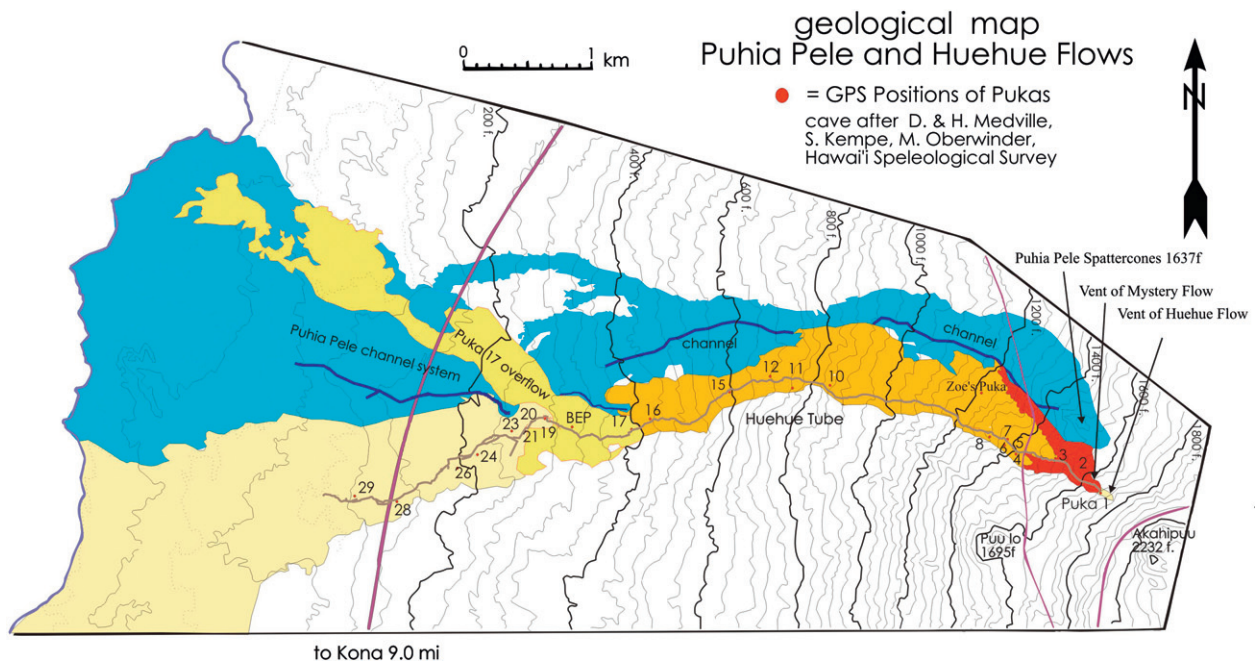 geological map
Puhia Pele and Huehue Flows
= GPS Positions of Pukas
cave after D. & H. Medville,
S. Kempe, M. Oberwinder,
Hawai'i Speleological Survey
0 1
km
N
200 f.
400 f.
600 f.
800 f.
1000 f.
1200 f.
1400 f.
1800 f.
Puhia Pele Spattercones 1637f
Vent of Mystery Flow
Vent of Huehue Flow
Puhia Pele channel system
Puka 17 overflow
channel
channel
Zoe's Puka
BEP
Huehue Tube
29
28
26
24
23
21
20
19
17
16
15
12
11
10
8
7
6
5
4
3
2
Puka 1
Puu Io
1695f
Akahipuu
2232 f.
to Kona 9.0 mi